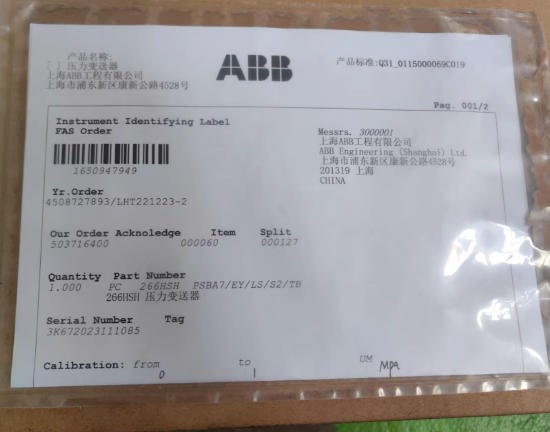 产品名称:
[ ] 压力变送器
上海ABB工程有限公司
上海市浦东新区康新公路4528号
ABB
产品标准:Q31_0115000069C019
Pag. 001/2
Instrument Identifying Label
FAS Order
1650947949
Messrs. 3000001
上海ABB工程有限公司
ABB Engineering (Shanghai) Ltd.
上海市浦东新区康新公路4528号
201319 上海
CHINA
Yr.Order
4508727893/LHT221223-2
Our Order Acknoledge Item Split
503716400 000060 000127
Quantity Part Number
1.000 PC 266HSH PSBA7/EY/LS/S2/TB
266HSH 压力变送器
Serial Number Tag
3K672023111085
Calibration: from to UM
0 1 MPA